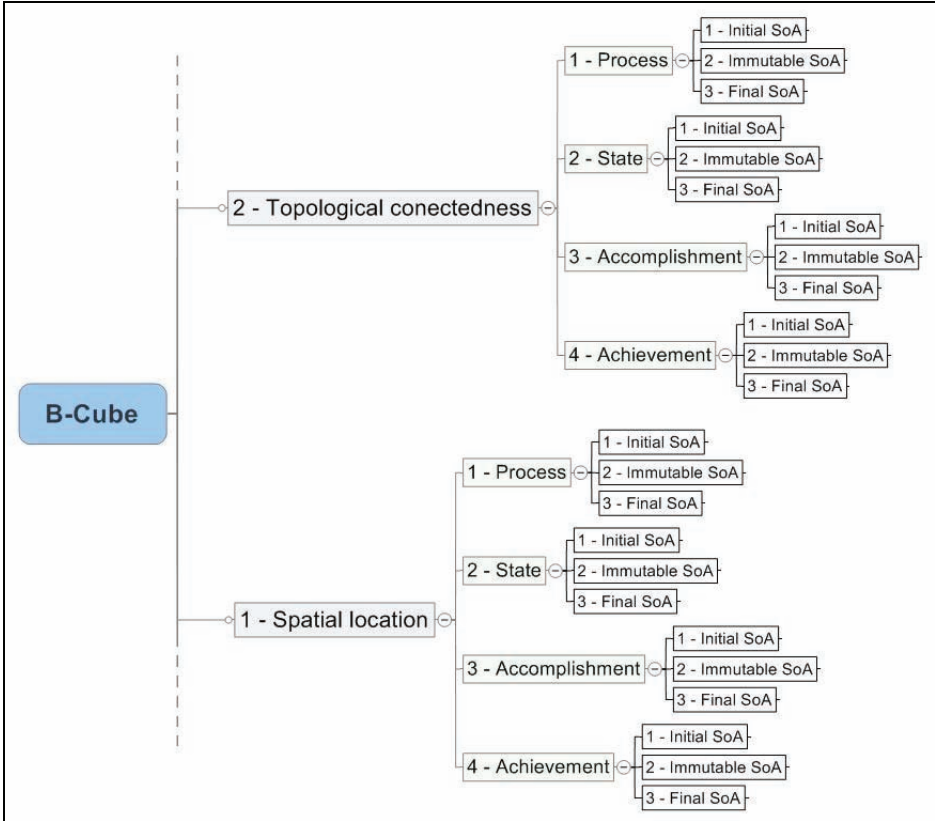 B-Cube
2 - Topological conectedness
1 - Process
1 - Initial SoA
2 - Immutable SoA
3 - Final SoA
2 - State
1 - Initial SoA
2 - Immutable SoA
3 - Final SoA
3 - Accomplishment
1 - Initial SoA
2 - Immutable SoA
3 - Final SoA
4 - Achievement
1 - Initial SoA
2 - Immutable SoA
3 - Final SoA
1 - Spatial location
1 - Process
1 - Initial SoA
2 - Immutable SoA
3 - Final SoA
2 - State
1 - Initial SoA
2 - Immutable SoA
3 - Final SoA
3 - Accomplishment
1 - Initial SoA
2 - Immutable SoA
3 - Final SoA
4 - Achievement
1 - Initial SoA
2 - Immutable SoA
3 - Final SoA